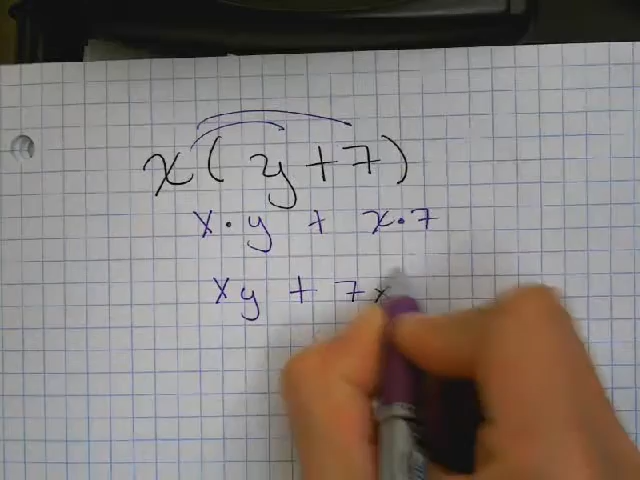 x(y+7)
x·y + x·7
xy + 7x